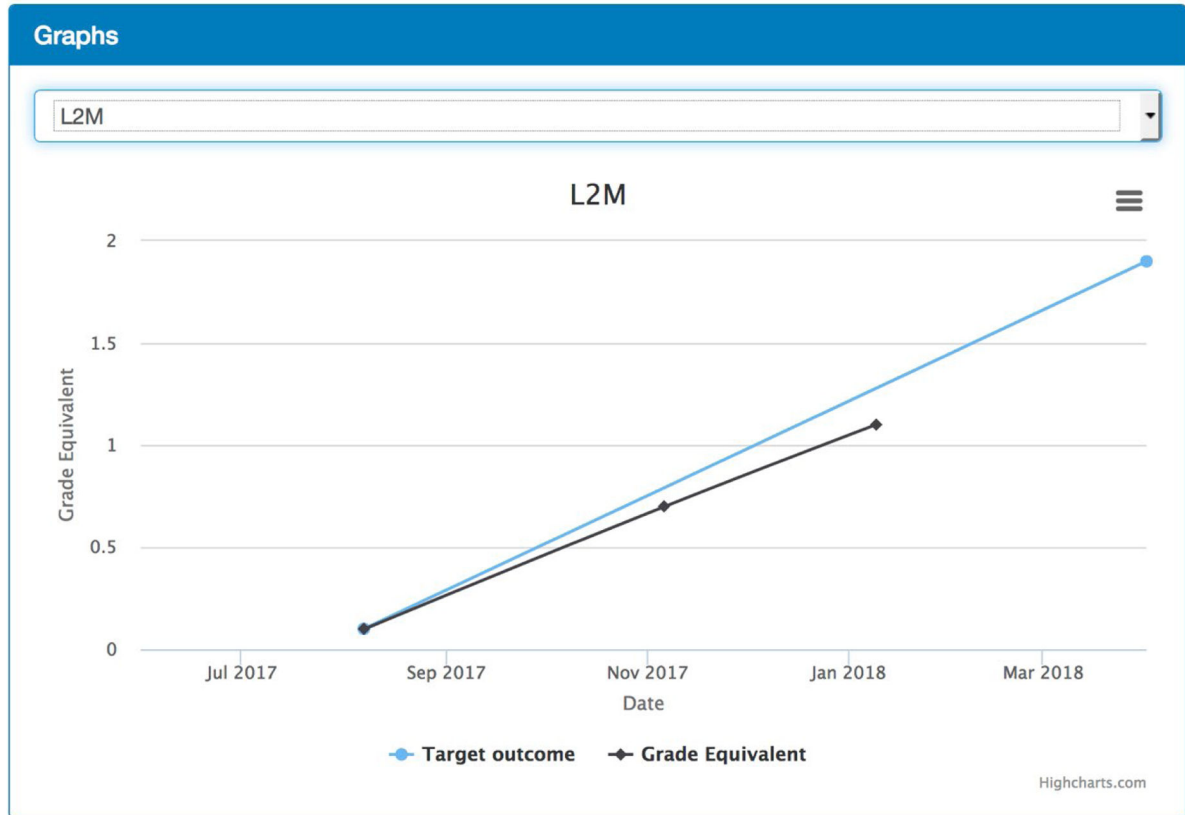 Graphs
L2M
L2M
2
1.5
1
0.5
0
Grade Equivalent
Jul 2017 Sep 2017 Nov 2017 Jan 2018 Mar 2018
Date
Target outcome Grade Equivalent
Highcharts.com